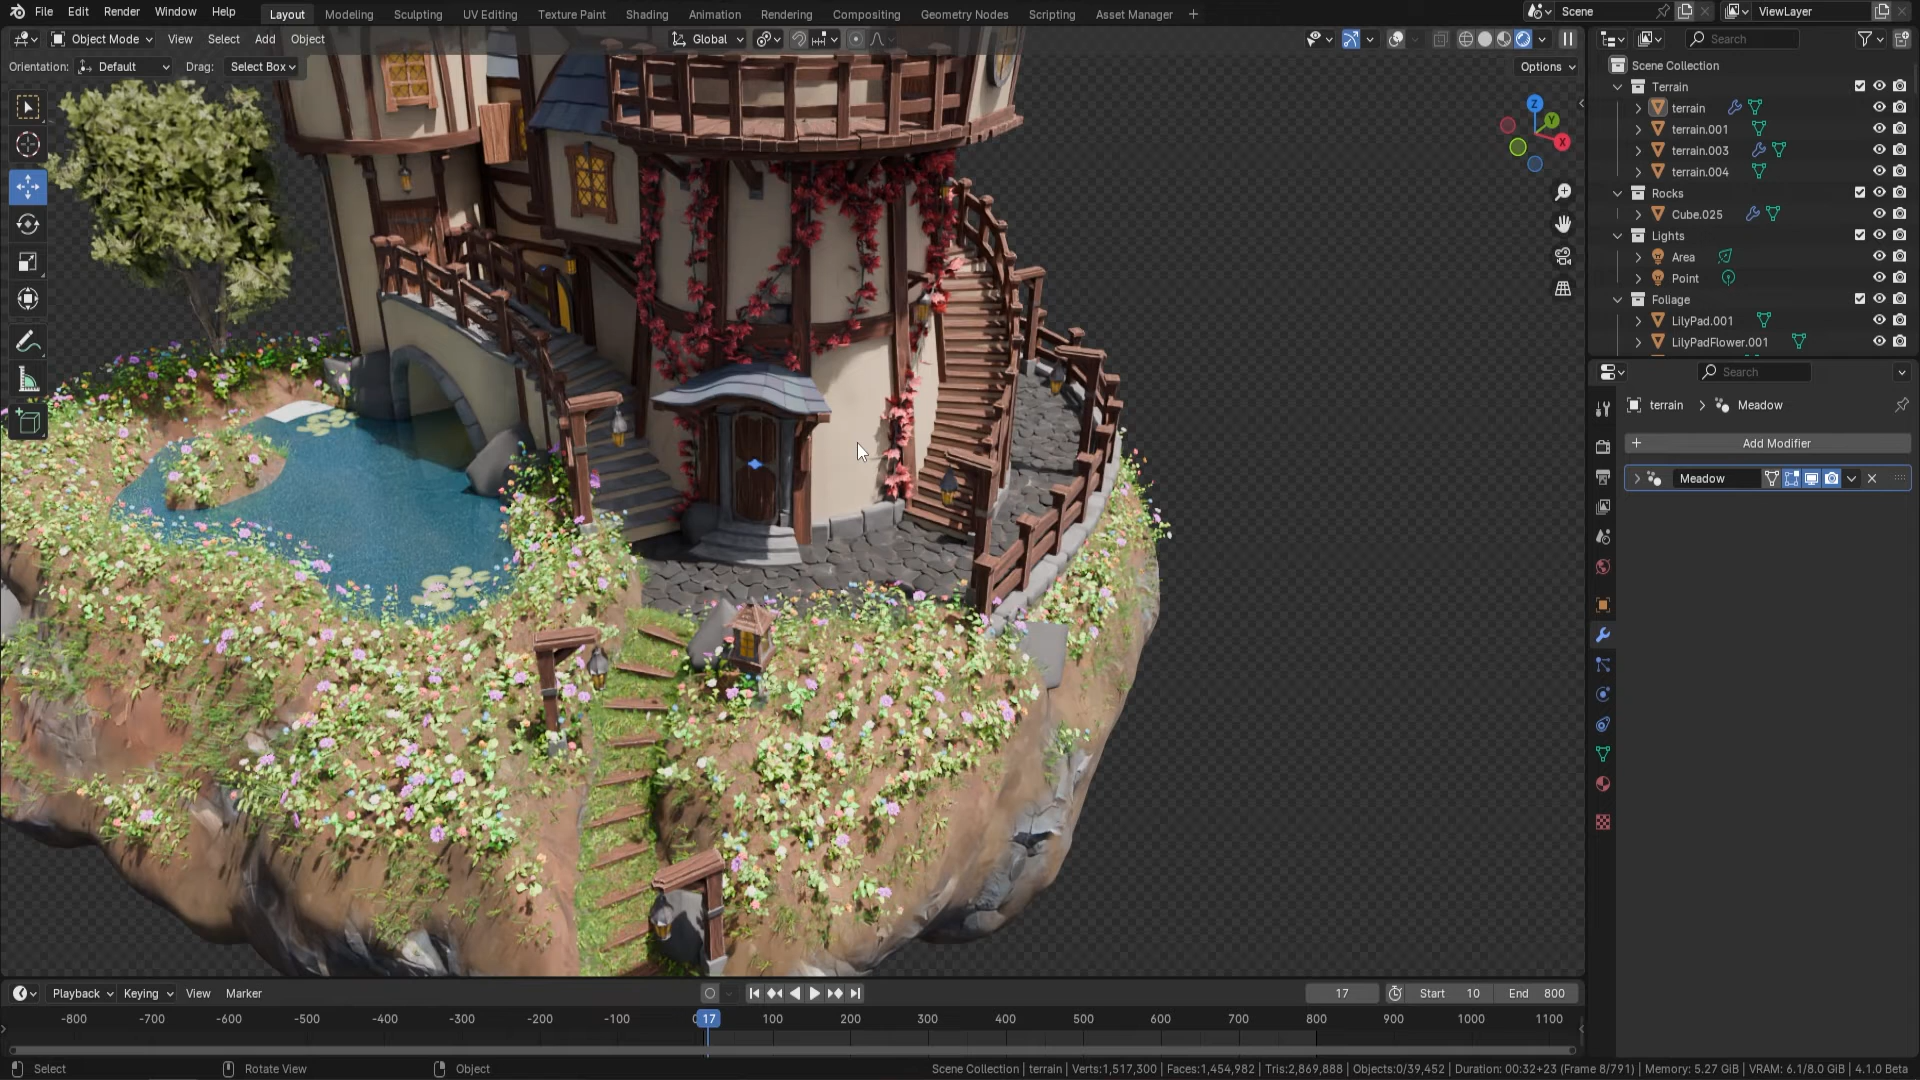 File Edit Render Window Help
Layout Modeling Sculpting UV Editing Texture Paint Shading Animation Rendering Compositing Geometry Nodes Scripting Asset Manager +
Scene
ViewLayer
Object Mode View Select Add Object
Global
Search
Orientation: Default Drag: Select Box
Options
Z
Y
X
Scene Collection
Terrain
terrain
terrain.001
terrain.003
terrain.004
Rocks
Cube.025
Lights
Area
Point
Foliage
LilyPad.001
LilyPadFlower.001
Search
terrain > Meadow
+ Add Modifier
Meadow
Playback Keying View Marker
17
Start 10
End 800
-800 -700 -600 -500 -400 -300 -200 -100 0 17 100 200 300 400 500 600 700 800 900 1000 1100
Select
Rotate View
Object
Scene Collection | terrain | Verts:1,517,300 | Faces:1,454,982 | Tris:2,869,888 | Objects:0/39,452 | Duration: 00:32+23 (Frame 8/791) | Memory: 5.27 GiB | VRAM: 6.1/8.0 GiB | 4.1.0 Beta